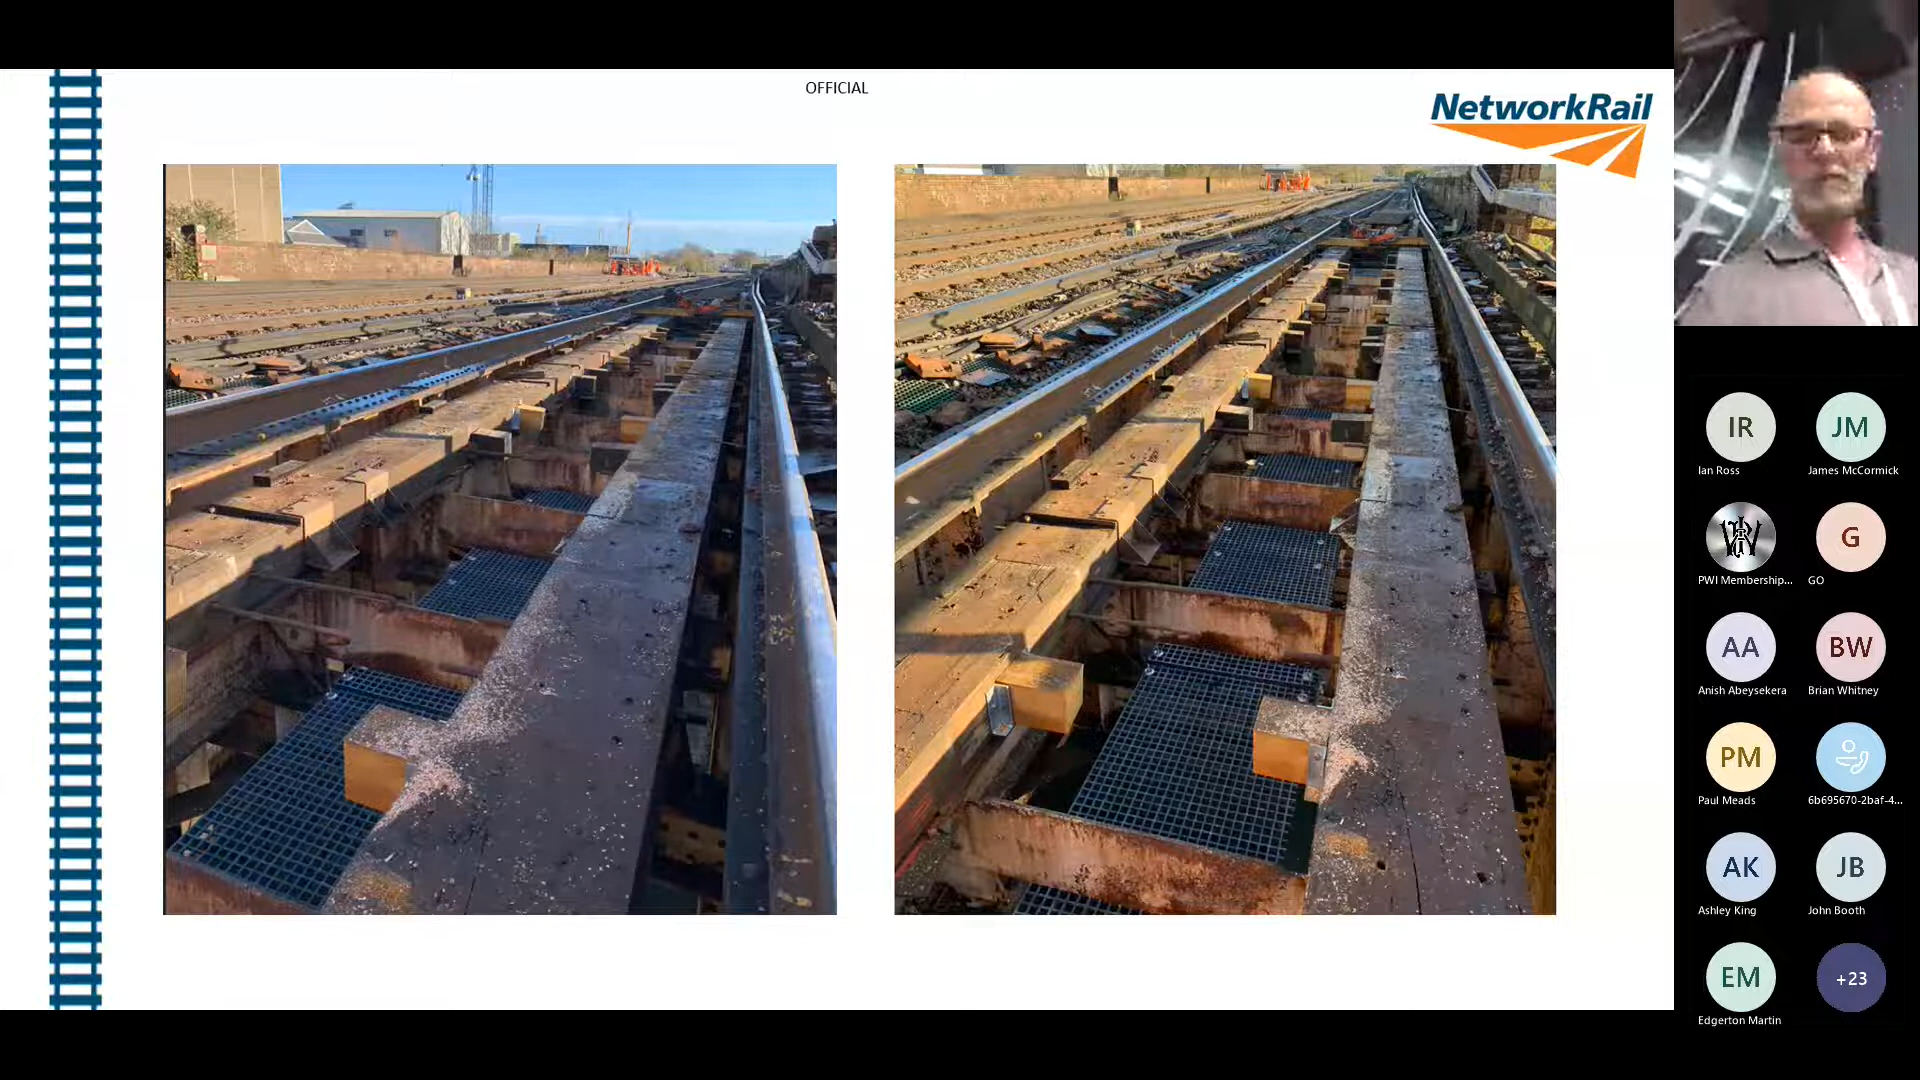 OFFICIAL
NetworkRail
IR
JM
Ian Ross
James McCormick
PWI Membership...
G
GO
AA
BW
Anish Abeysekera
Brian Whitney
PM
Paul Meads
6b695670-2baf-4...
AK
JB
Ashley King
John Booth
EM
+23
Edgerton Martin